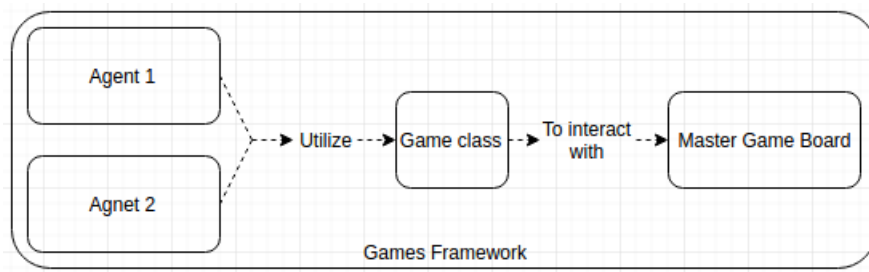 Agent 1
Agnet 2
Utilize
Game class
To interact
with
Master Game Board
Games Framework